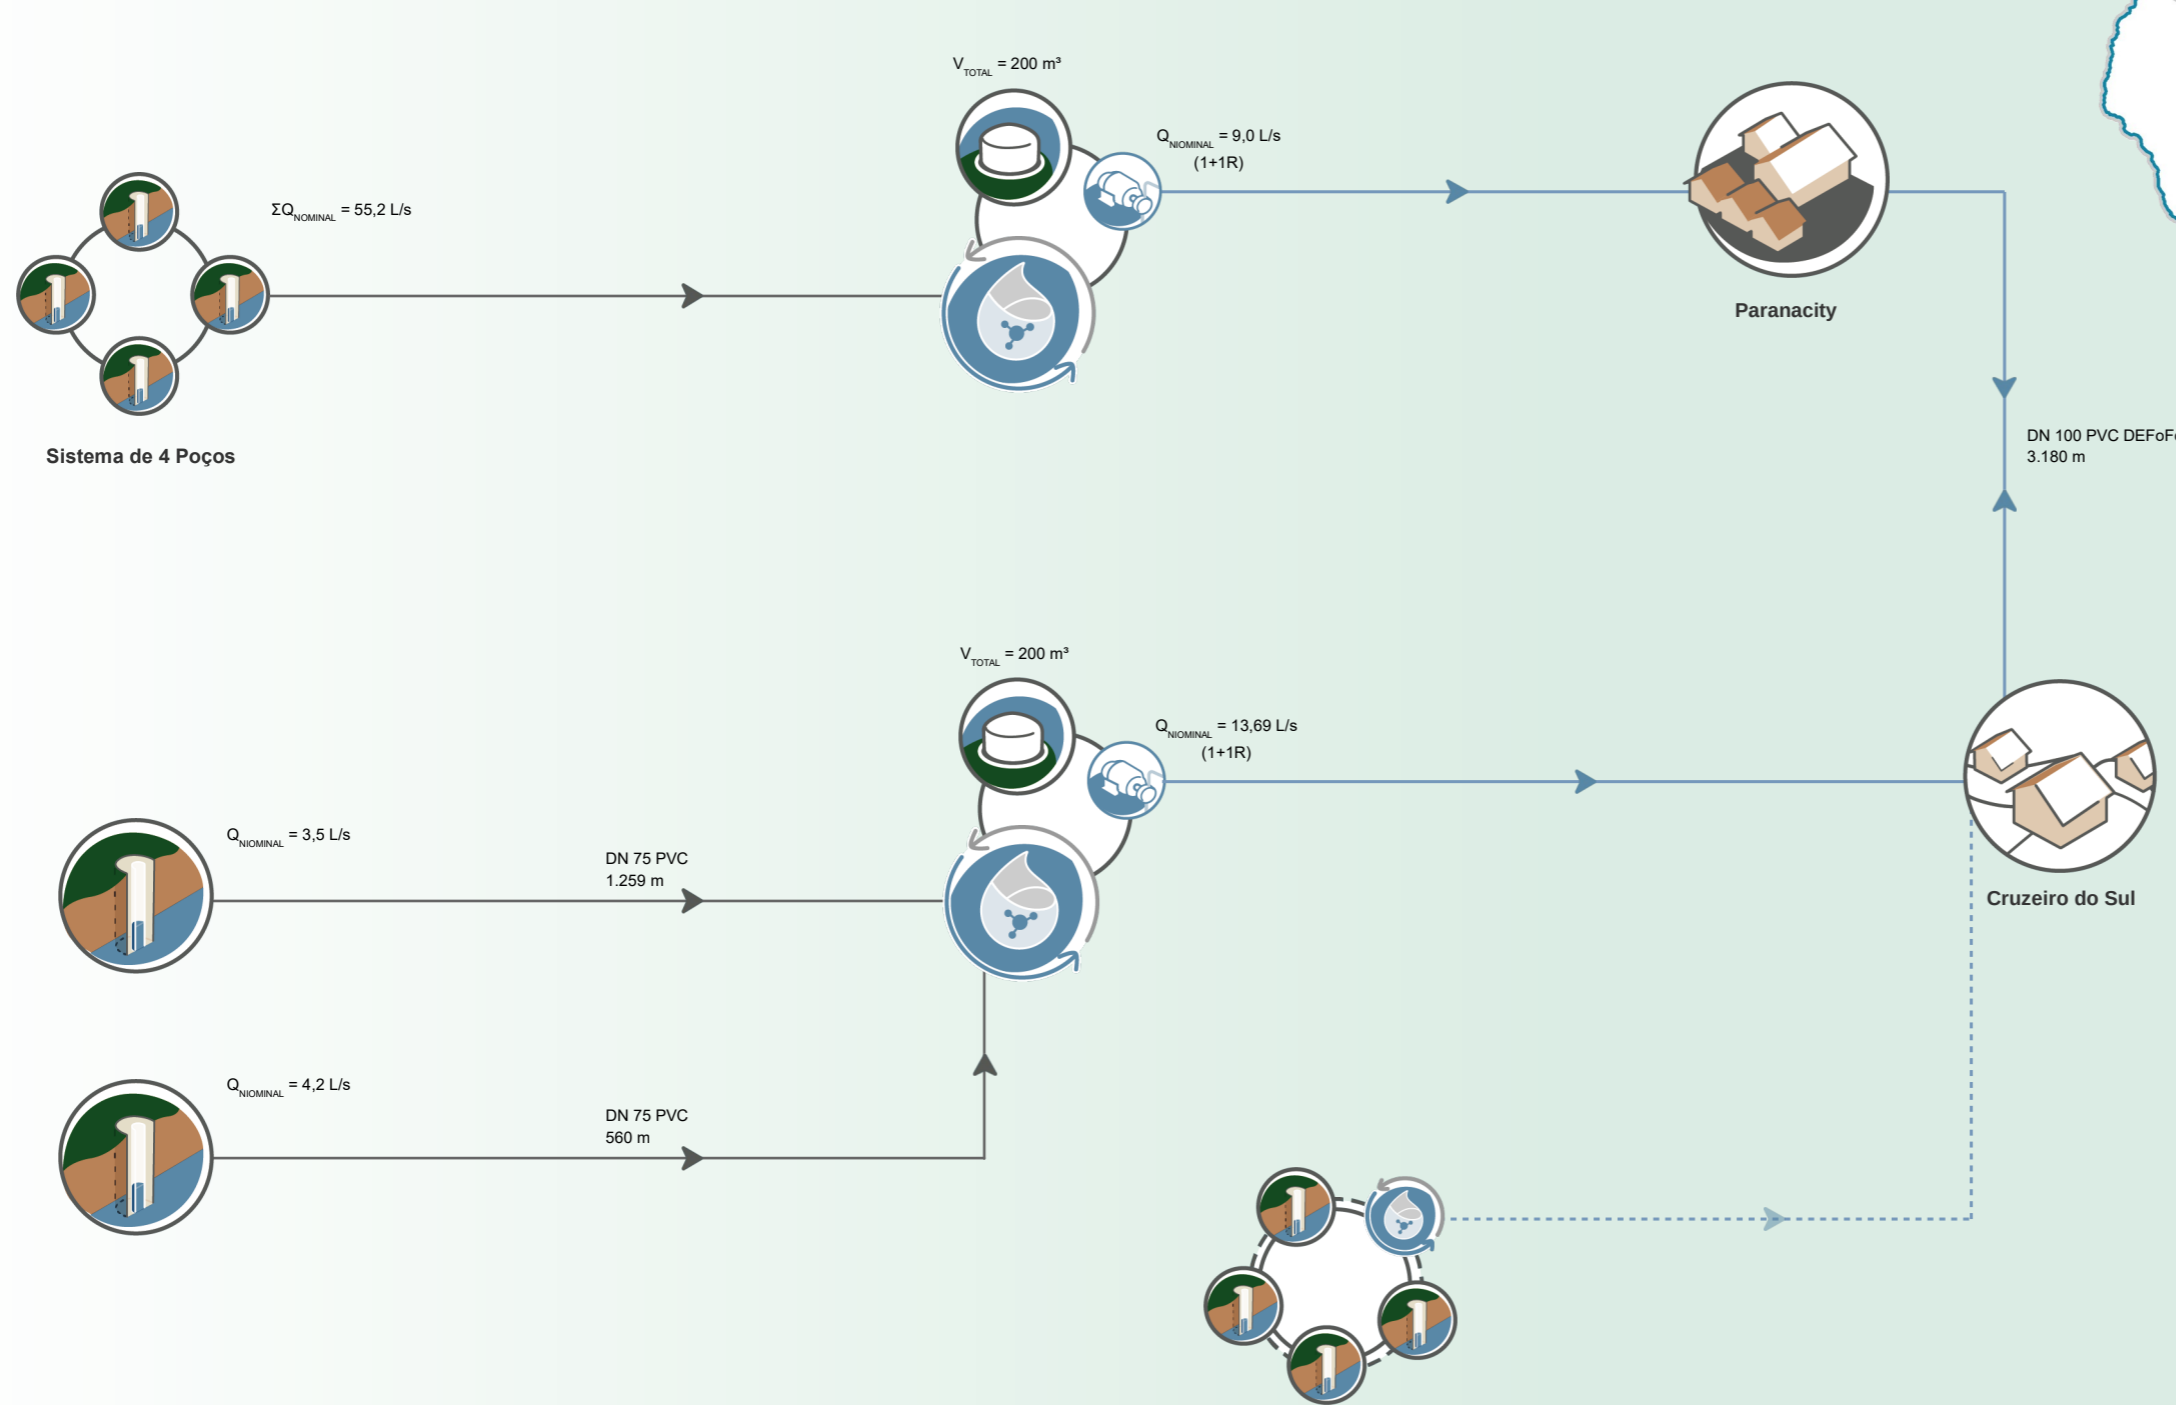 V TOTAL = 200 m³
Q NIOMINAL = 9,0 L/s
(1+1R)
ΣQ NOMINAL = 55,2 L/s
Paranacity
Sistema de 4 Poços
DN 100 PVC DEFoFo
3.180 m
V TOTAL = 200 m³
Q NIOMINAL = 13,69 L/s
(1+1R)
Q NIOMINAL = 3,5 L/s
DN 75 PVC
1.259 m
Cruzeiro do Sul
Q NIOMINAL = 4,2 L/s
DN 75 PVC
560 m